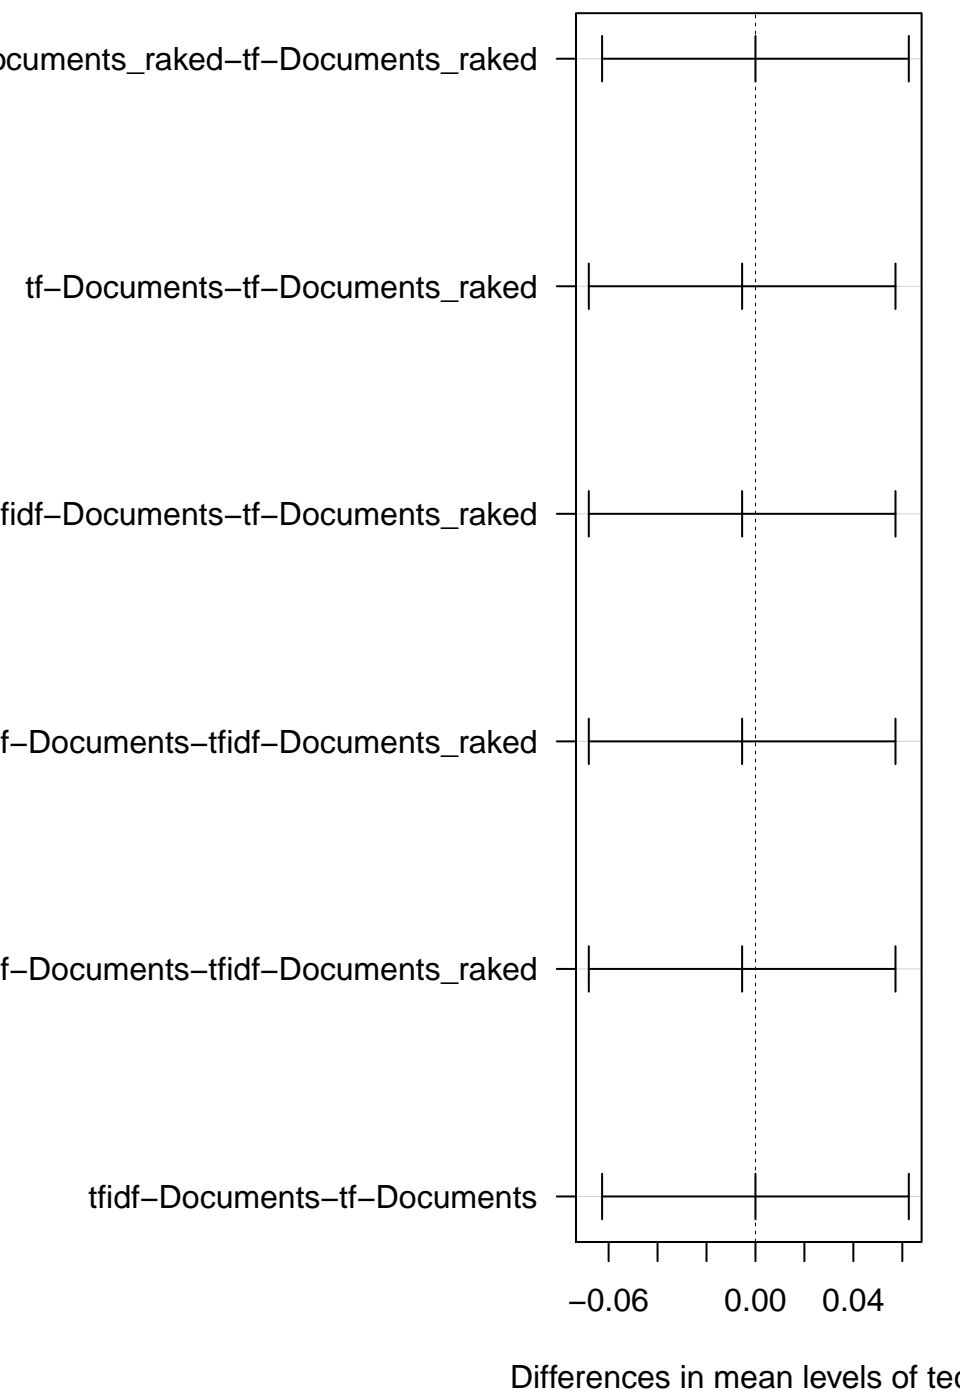 ocuments_raked−tf−Documents_raked
tf−Documents−tf−Documents_raked
fidf−Documents−tf−Documents_raked
f−Documents−tfidf−Documents_raked
f−Documents−tfidf−Documents_raked
tfidf−Documents−tf−Documents
−0.06 0.00 0.04
Differences in mean levels of tec